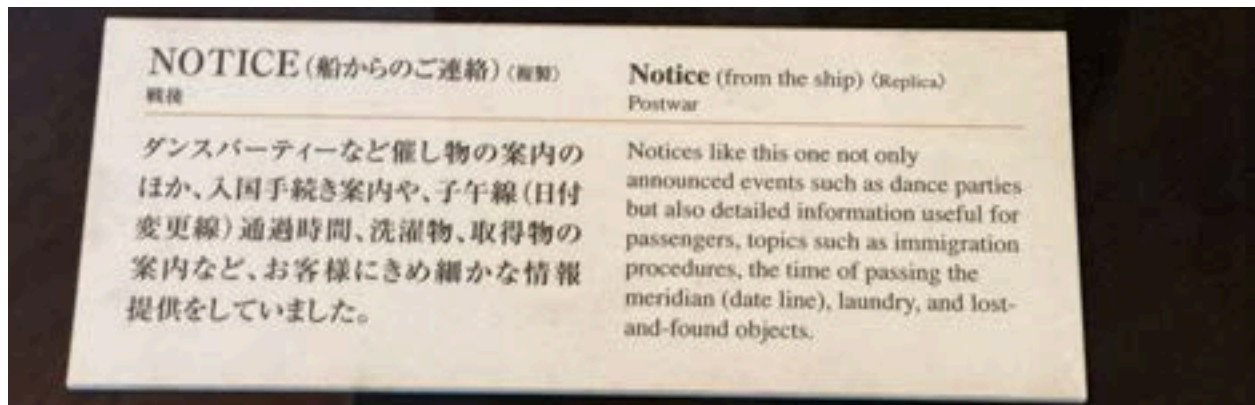 NOTICE(船からのご連絡)〈複製〉
戦後
ダンスパーティーなど催し物の案内の
ほか、入国手続き案内や、子午線(日付
変更線)通過時間、洗濯物、取得物の
案内など、お客様にきめ細かな情報
提供をしていました。
Notice (from the ship)〈Replica〉
Postwar
Notices like this one not only
announced events such as dance parties
but also detailed information useful for
passengers, topics such as immigration
procedures, the time of passing the
meridian (date line), laundry, and lost-
and-found objects.